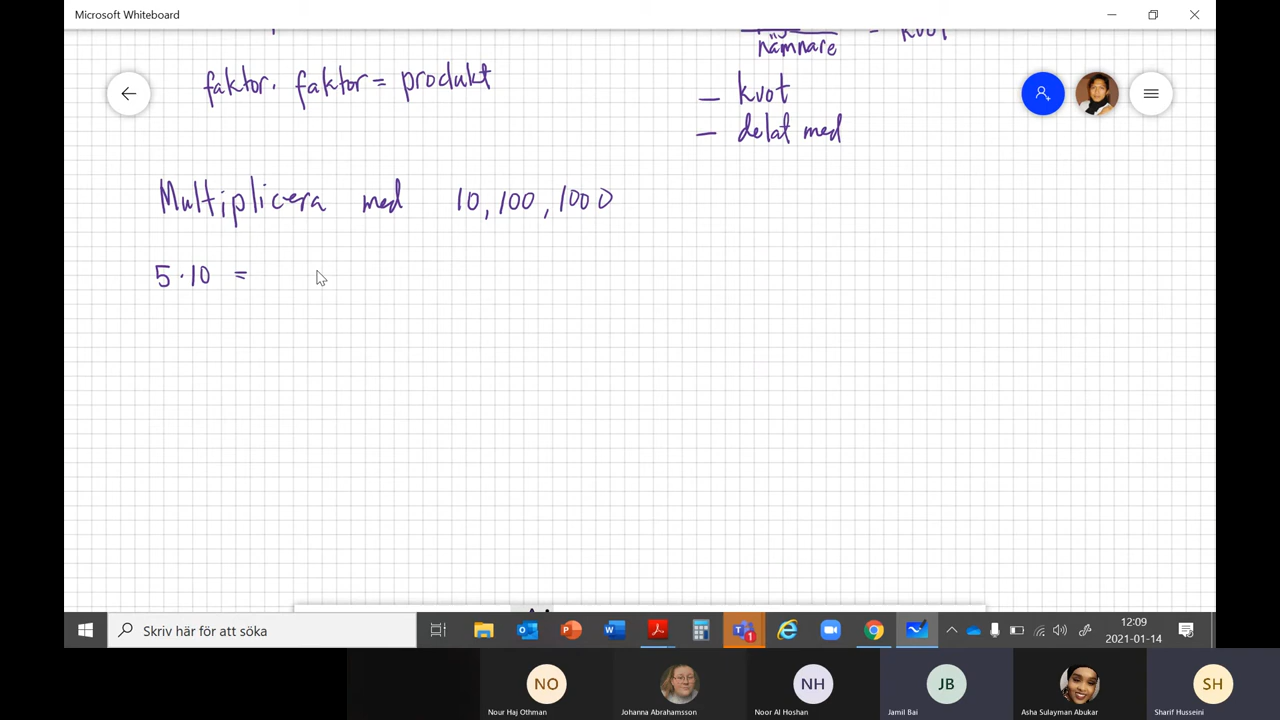 Microsoft Whiteboard
nämnare
= kvot
faktor · faktor = produkt
– kvot
– delat med
Multiplicera med 10, 100, 1000
5 · 10 =
Skriv här för att söka
1
12:09
2021-01-14
NO
NH
JB
SH
Nour Haj Othman
Johanna Abrahamsson
Noor Al Hoshan
Jamil Bai
Asha Sulayman Abukar
Sharif Husseini